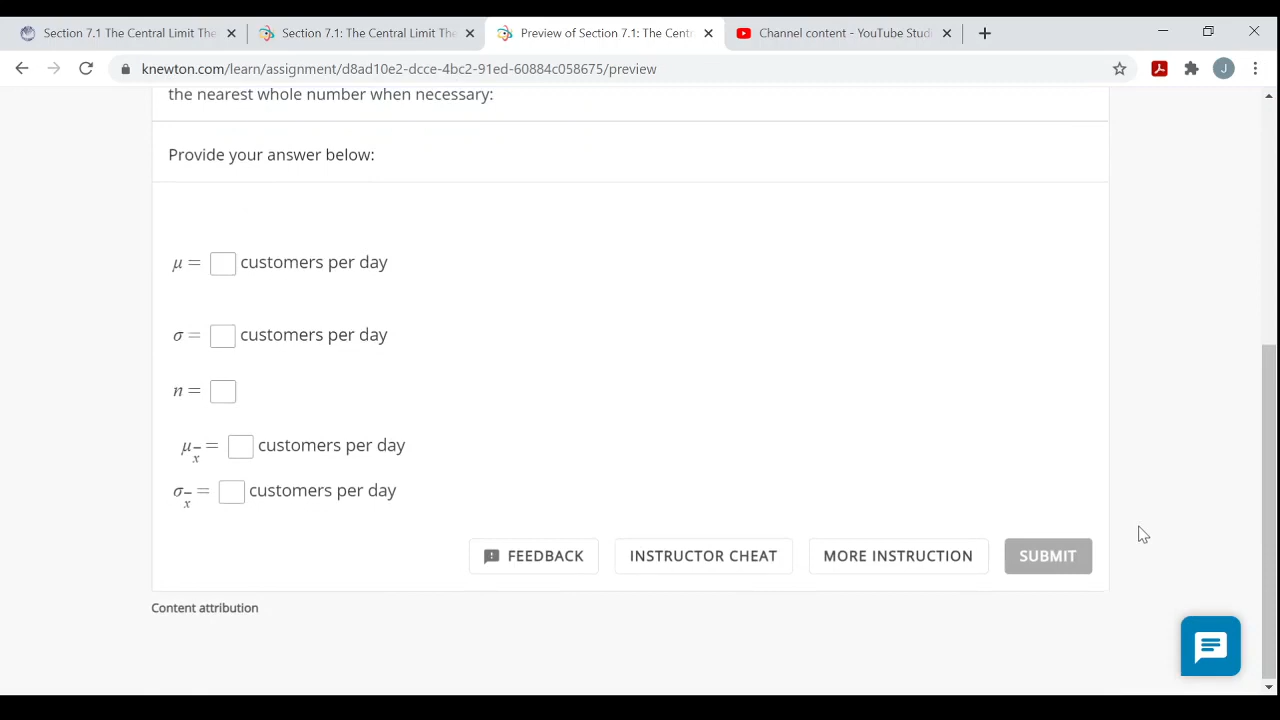 Section 7.1 The Central Limit The
Section 7.1: The Central Limit The
Preview of Section 7.1: The Centr
Channel content - YouTube Stud
knewton.com/learn/assignment/d8ad10e2-dcce-4bc2-91ed-60884c058675/preview
J
the nearest whole number when necessary:
Provide your answer below:
μ = customers per day
σ = customers per day
n =
μx̄ = customers per day
σx̄ = customers per day
FEEDBACK
INSTRUCTOR CHEAT
MORE INSTRUCTION
SUBMIT
Content attribution